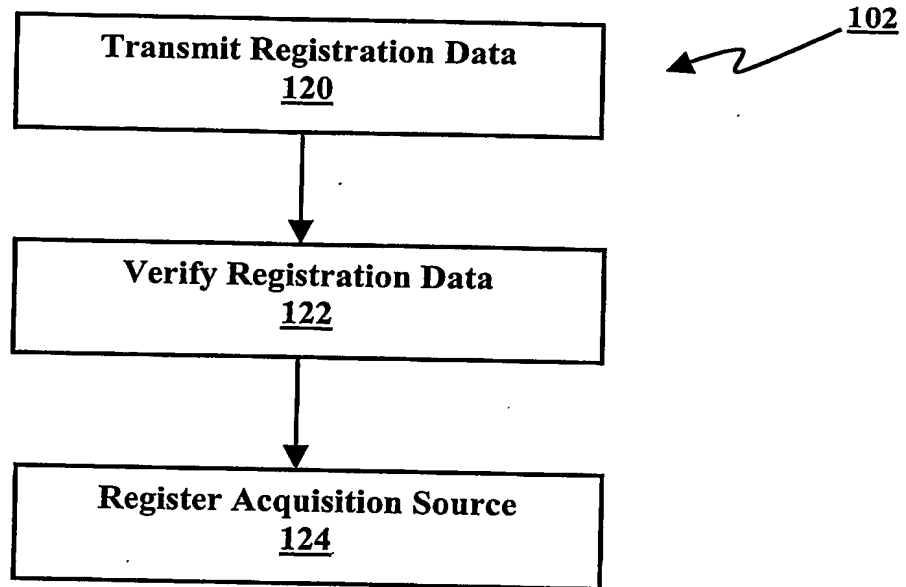 102
Transmit Registration Data
120
Verify Registration Data
122
Register Acquisition Source
124